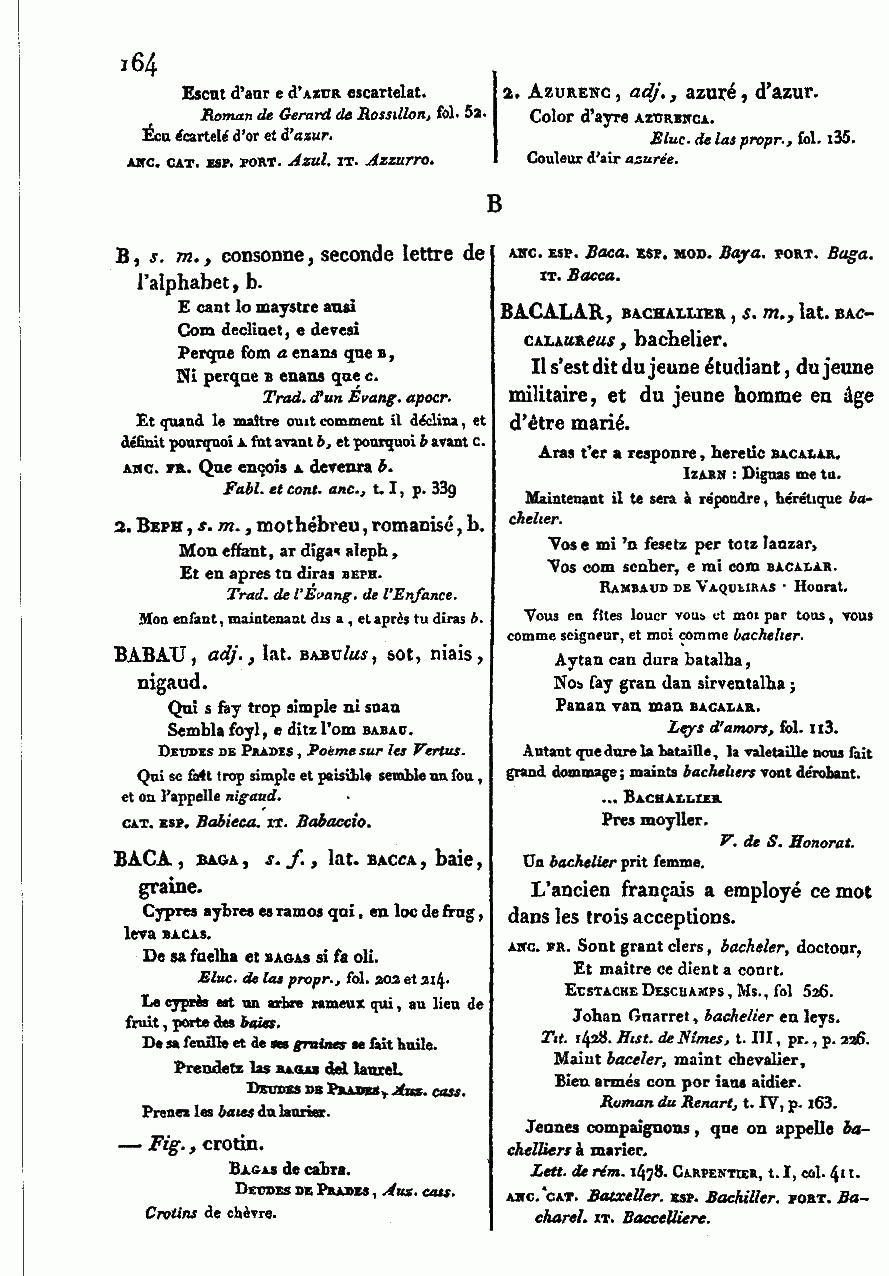 164
Escut d'aur e d'AZUR escartelat.
Roman de Gerard de Rossillon, fol. 52.
Écu écartelé d'or et d'azur.
ANC. CAT. ESP. PORT. Azul. IT. Azzurro.
2. AZURENC, adj., azuré, d'azur.
Color d'ayre AZURENCA.
Eluc. de las propr., fol. 135.
Couleur d'air azurée.
B
B, s. m., consonne, seconde lettre de
l'alphabet, b.
E cant lo maystre ausi
Com declinet, e devesi
Perque fom a enans que B,
Ni perque B enans que C.
Trad. d'un Évang. apocr.
Et quand le maître ouit comment il déclina, et
définit pourquoi A fut avant b, et pourquoi b avant C.
ANC. FR. Que ençois A devenra b.
Fabl. et cont. anc., t. I, p. 339
2. BEPH, s. m., mot hébreu, romanisé, b.
Mon effant, ar digas aleph,
Et en apres tu diras BEPH.
Trad. de l'Évang. de l'Enfance.
Mon enfant, maintenant dis a, et après tu diras b.
BABAU, adj., lat. BABUlus, sot, niais,
nigaud.
Qui s fay trop simple ni suau
Sembla foyl, e ditz l'om BABAU.
DEUDES DE PRADES, Poème sur les Vertus.
Qui se fait trop simple et paisible semble un fou,
et on l'appelle nigaud.
CAT. ESP. Babieca. IT. Babaccio.
BACA, BAGA, s. f., lat. BACCA, baie,
graine.
Cypres aybres es ramos qui, en loc de frug,
leva BACAS.
De sa fuelha et BAGAS si fa oli.
Eluc. de las propr., fol. 202 et 214.
Le cyprès est un arbre rameux qui, au lieu de
fruit, porte des baies.
De sa feuille et de ses graines se fait huile.
Prendetz las BAGAS del laurel.
DEUDES DE PRADES, Aus. cass.
Prenez les baies du laurier.
— Fig., crotin.
BAGAS de cabra.
DEUDES DE PRADES, Aus. cass.
Crotins de chèvre.
ANC. ESP. Baca. ESP. MOD. Baya. PORT. Baga.
IT. Bacca.
BACALAR, BACHALLIER, s. m., lat. BAC-
CALAUReus, bachelier.
Il s'est dit du jeune étudiant, du jeune
militaire, et du jeune homme en âge
d'être marié.
Aras t'er a responre, heretic BACALAR.
IZARN : Diguas me tu.
Maintenant il te sera à répondre, hérétique ba-
chelier.
Vos e mi 'n fesetz per totz lauzar,
Vos com senher, e mi com BACALAR.
RAMBAUD DE VAQUEIRAS : Honrat.
Vous en fîtes louer vous et moi par tous, vous
comme seigneur, et moi comme bachelier.
Aytan can dura batalha,
Nos fay gran dan sirventalha;
Panan van man BACALAR.
Leys d'amors, fol. 113.
Autant que dure la bataille, la valetaille nous fait
grand dommage; maints bacheliers vont dérobant.
... BACHALLIER
Pres moyller.
V. de S. Honorat.
Un bachelier prit femme.
L'ancien français a employé ce mot
dans les trois acceptions.
ANC. FR. Sont grant clers, bacheler, doctour,
Et maitre ce dient a court.
EUSTACHE DESCHAMPS, Ms., fol 526.
Johan Guarret, bachelier en leys.
Tit. 1428. Hist. de Nîmes, t. III, pr., p. 226.
Maint baceler, maint chevalier,
Bien armés con por iaus aidier.
Roman du Renart, t. IV, p. 163.
Jeunes compaignons, que on appelle ba-
chelliers à marier.
Lett. de rém. 1478. CARPENTIER, t. I, col. 411.
ANC. CAT. Batxeller. ESP. Bachiller. PORT. Ba-
charel. IT. Baccelliere.